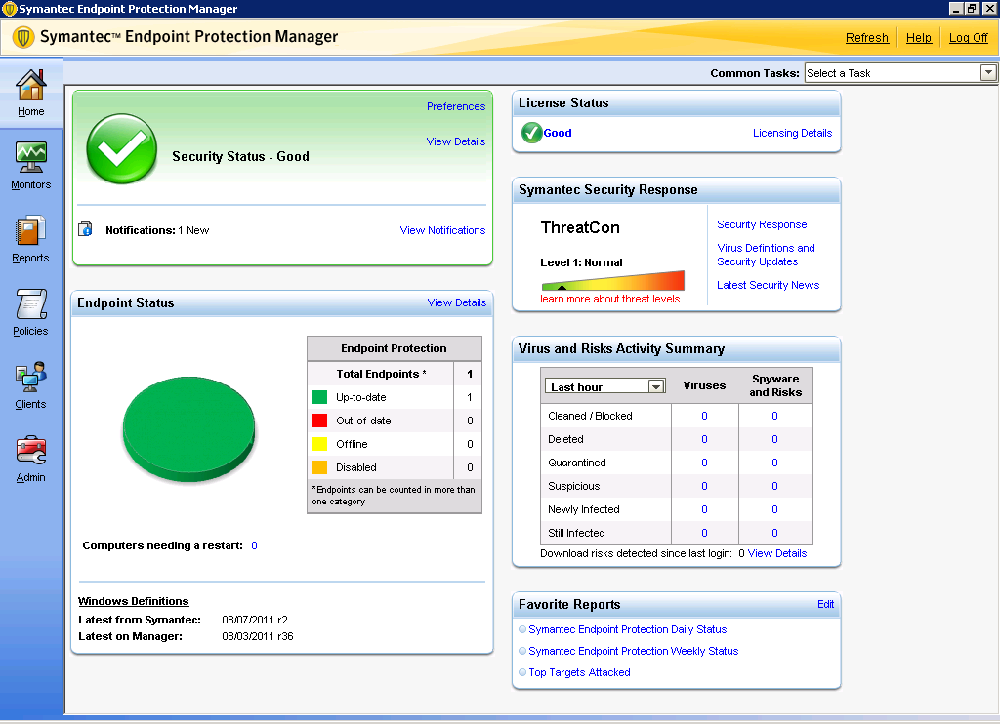 Symantec Endpoint Protection Manager
Symantec™ Endpoint Protection Manager
Refresh
Help
Log Off
Common Tasks: Select a Task
Home
Monitors
Reports
Policies
Clients
Admin
Preferences
View Details
Security Status - Good
Notifications: 1 New
View Notifications
Endpoint Status
View Details
Endpoint Protection
Total Endpoints * 1
Up-to-date 1
Out-of-date 0
Offline 0
Disabled 0
*Endpoints can be counted in more than
one category
Computers needing a restart: 0
Windows Definitions
Latest from Symantec: 08/07/2011 r2
Latest on Manager: 08/03/2011 r36
License Status
Good
Licensing Details
Symantec Security Response
ThreatCon
Level 1: Normal
learn more about threat levels
Security Response
Virus Definitions and
Security Updates
Latest Security News
Virus and Risks Activity Summary
Last hour
Viruses
Spyware
and Risks
Cleaned / Blocked 0 0
Deleted 0 0
Quarantined 0 0
Suspicious 0 0
Newly Infected 0 0
Still Infected 0 0
Download risks detected since last login: 0 View Details
Favorite Reports
Edit
Symantec Endpoint Protection Daily Status
Symantec Endpoint Protection Weekly Status
Top Targets Attacked